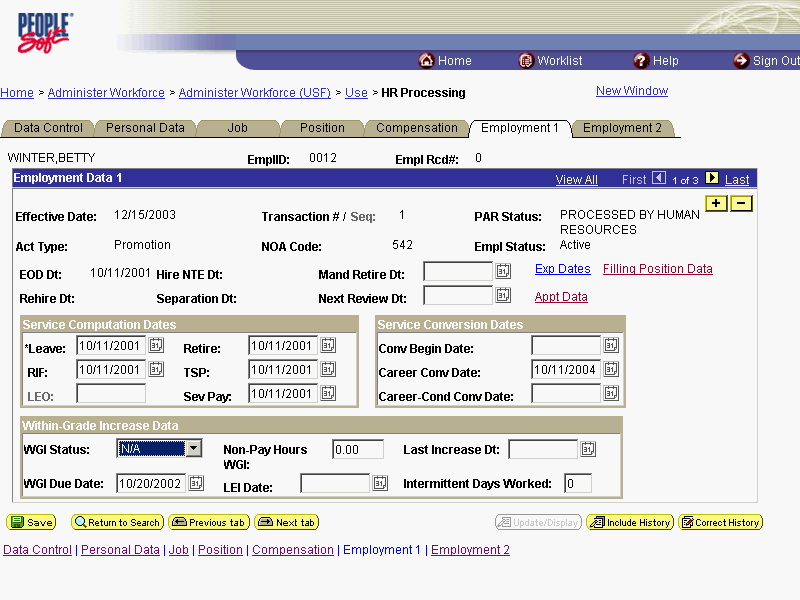 PEOPLE
Soft
Home Worklist Help Sign Out
Home > Administer Workforce > Administer Workforce (USF) > Use > HR Processing New Window
Data Control Personal Data Job Position Compensation Employment 1 Employment 2
WINTER,BETTY EmplID: 0012 Empl Rcd#: 0
Employment Data 1 View All First 1 of 3 Last
Effective Date: 12/15/2003 Transaction # / Seq: 1 PAR Status: PROCESSED BY HUMAN
RESOURCES
Act Type: Promotion NOA Code: 542 Empl Status: Active
EOD Dt: 10/11/2001 Hire NTE Dt: Mand Retire Dt: Exp Dates Filling Position Data
Rehire Dt: Separation Dt: Next Review Dt: Appt Data
Service Computation Dates Service Conversion Dates
*Leave: 10/11/2001 Retire: 10/11/2001 Conv Begin Date:
RIF: 10/11/2001 TSP: 10/11/2001 Career Conv Date: 10/11/2004
LEO: Sev Pay: 10/11/2001 Career-Cond Conv Date:
Within-Grade Increase Data
WGI Status: N/A Non-Pay Hours 0.00 Last Increase Dt:
WGI:
WGI Due Date: 10/20/2002 LEI Date: Intermittent Days Worked: 0
Save Return to Search Previous tab Next tab Update/Display Include History Correct History
Data Control | Personal Data | Job | Position | Compensation | Employment 1 | Employment 2